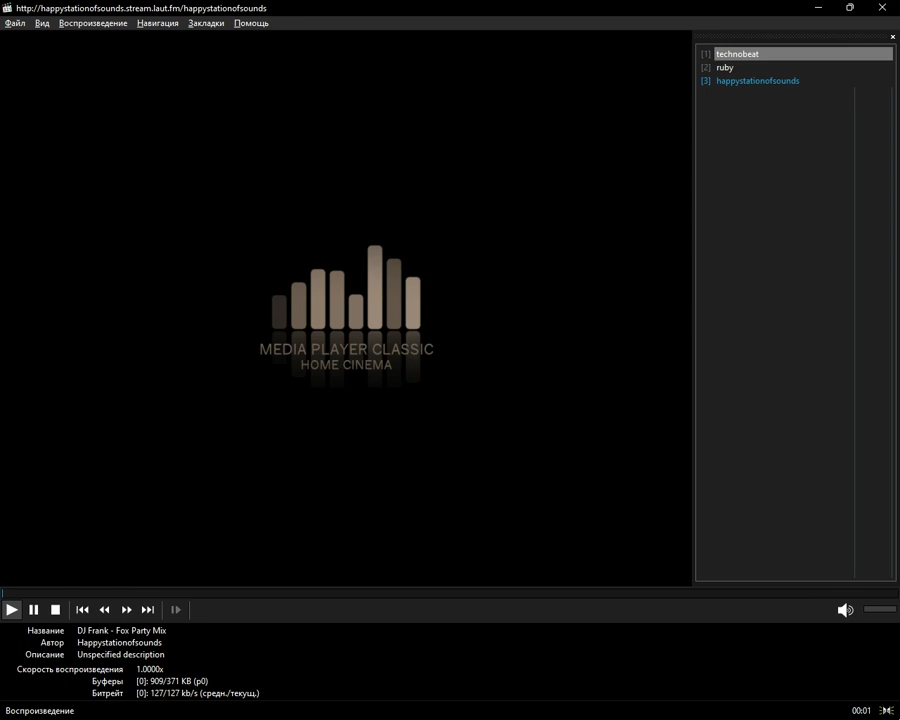 http://happystationofsounds.stream.laut.fm/happystationofsounds
Файл Вид Воспроизведение Навигация Закладки Помощь
[1] technobeat
[2] ruby
[3] happystationofsounds
MEDIA PLAYER CLASSIC
HOME CINEMA
Название DJ Frank - Fox Party Mix
Автор Happystationofsounds
Описание Unspecified description
Скорость воспроизведения 1.0000x
Буферы [0]: 909/371 KB (p0)
Битрейт [0]: 127/127 kb/s (средн./текущ.)
Воспроизведение 00:01